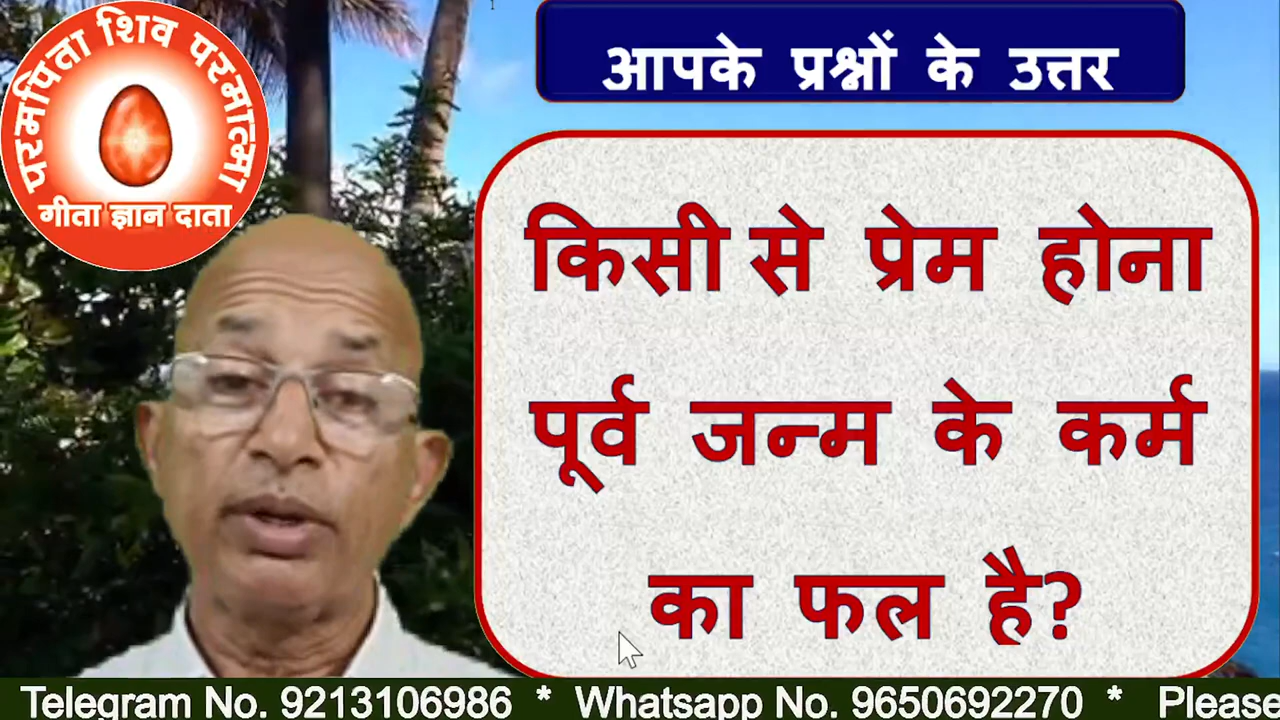 परमपिता शिव परमात्मा
गीता ज्ञान दाता
आपके प्रश्नों के उत्तर
किसी से प्रेम होना
पूर्व जन्म के कर्म
का फल है?
Telegram No. 9213106986 * Whatsapp No. 9650692270 * Please